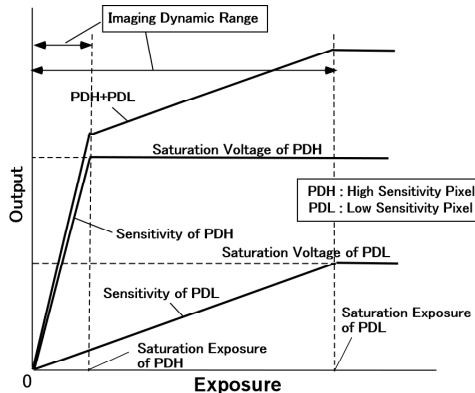 Imaging Dynamic Range
PDH+PDL
Saturation Voltage of PDH
PDH : High Sensitivity Pixel
PDL : Low Sensitivity Pixel
Output
Sensitivity of PDH
Saturation Voltage of PDL
Sensitivity of PDL
Saturation Exposure
of PDL
Saturation Exposure
of PDH
0
Exposure